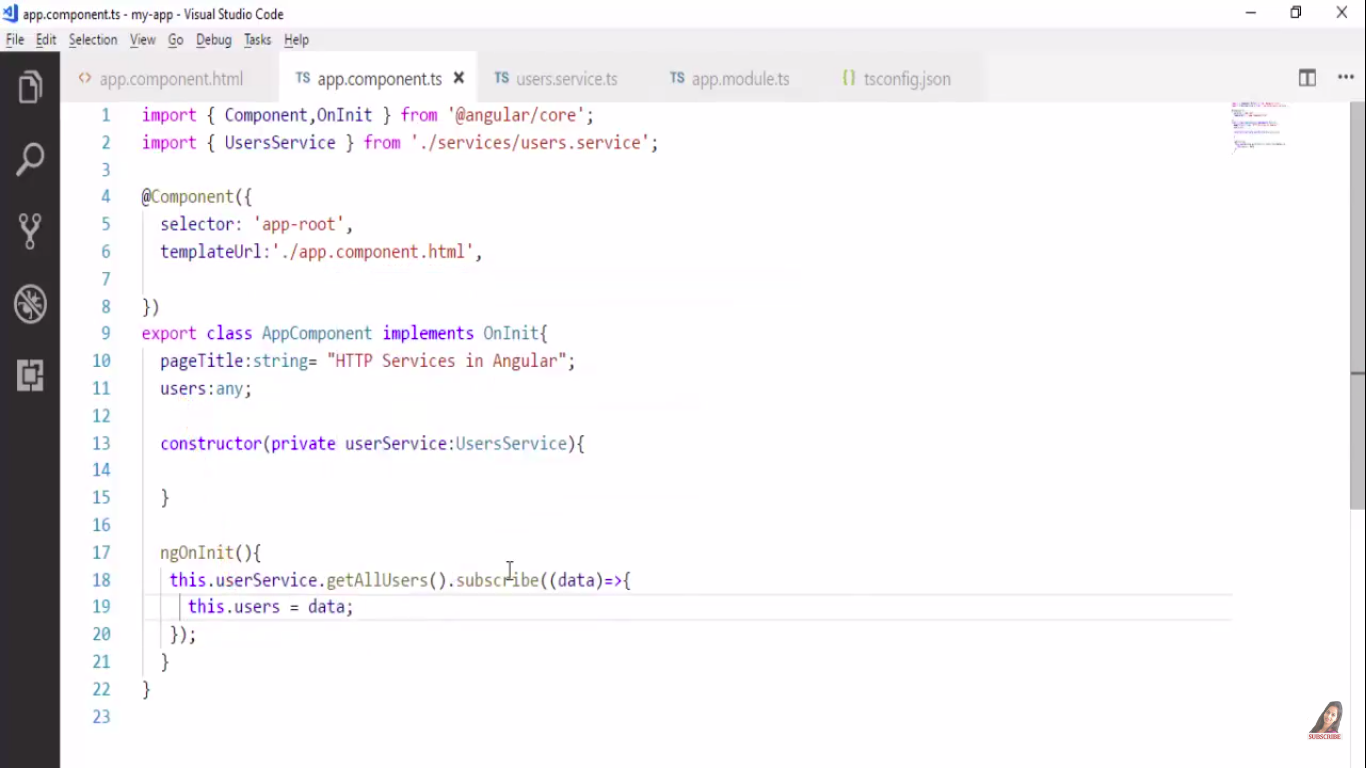 app.component.ts - my-app - Visual Studio Code
File Edit Selection View Go Debug Tasks Help
<> app.component.html TS app.component.ts TS users.service.ts TS app.module.ts {} tsconfig.json
1 import { Component,OnInit } from '@angular/core';
2 import { UsersService } from './services/users.service';
3
4 @Component({
5 selector: 'app-root',
6 templateUrl:'./app.component.html',
7
8 })
9 export class AppComponent implements OnInit{
10 pageTitle:string= "HTTP Services in Angular";
11 users:any;
12
13 constructor(private userService:UsersService){
14
15 }
16
17 ngOnInit(){
18 this.userService.getAllUsers().subscribe((data)=>{
19 this.users = data;
20 });
21 }
22 }
23
SUBSCRIBE